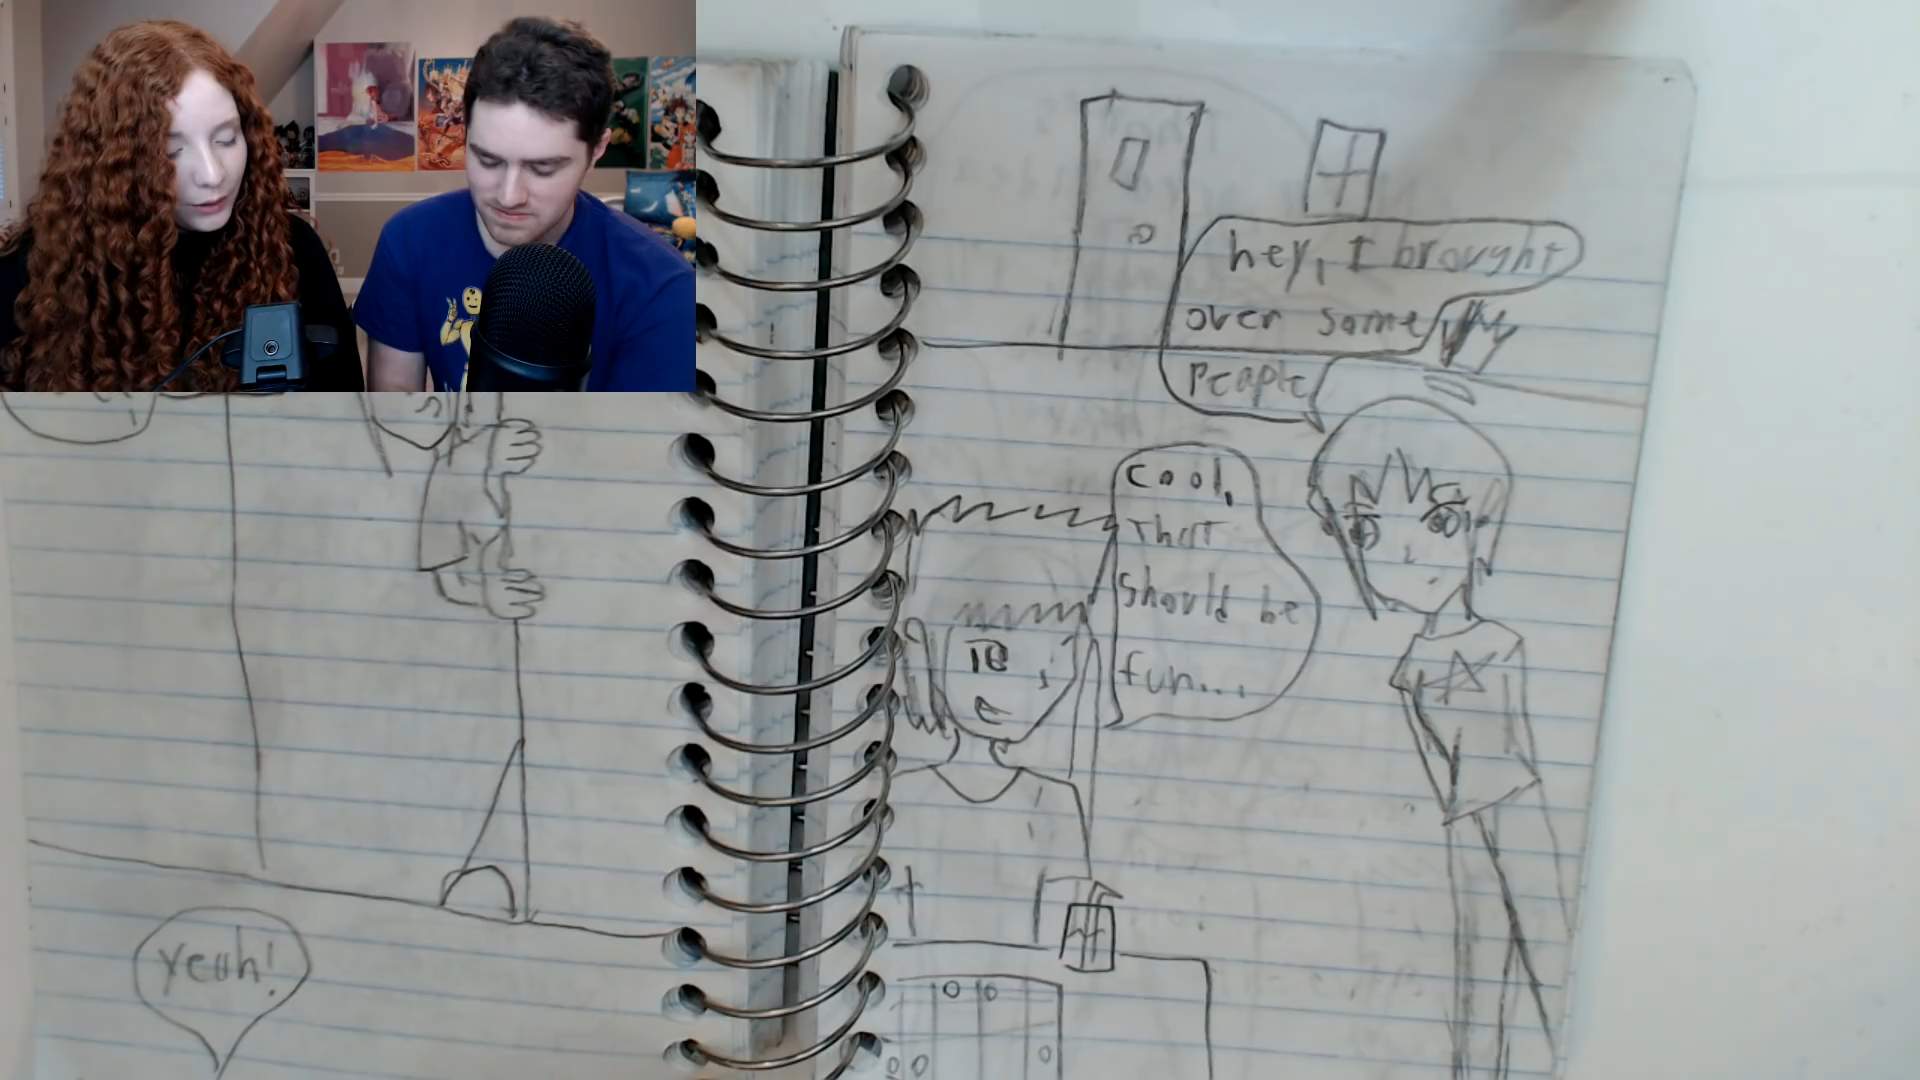 hey, I brought
over some
People
Cool,
That
Should be
fun...
Yeah!